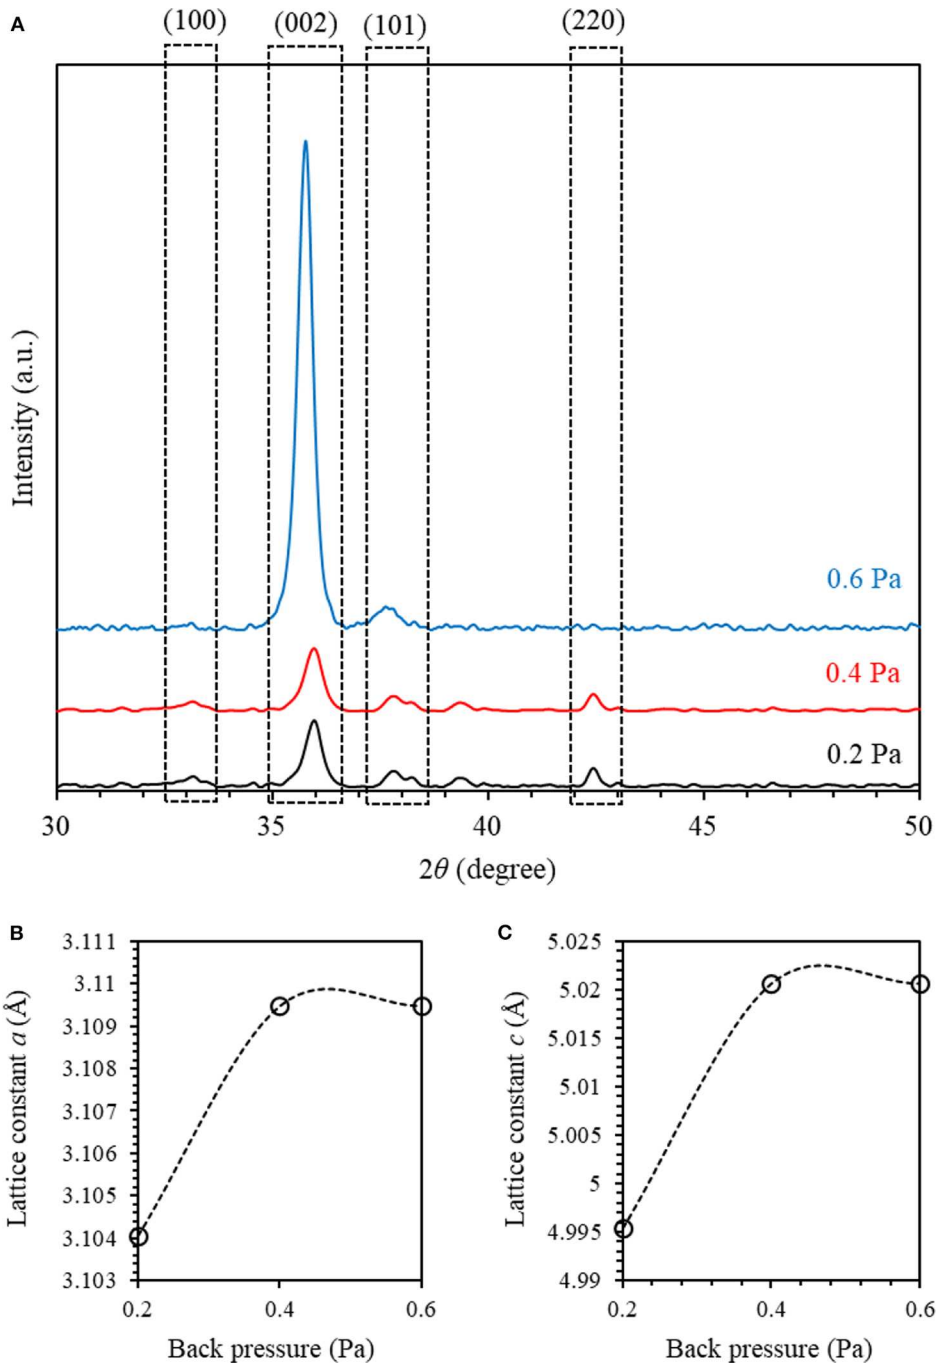 A
(100) (002) (101) (220)
Intensity (a.u.)
0.6 Pa
0.4 Pa
0.2 Pa
30 35 40 45 50
2θ (degree)
B
Lattice constant a (Å)
3.111
3.11
3.109
3.108
3.107
3.106
3.105
3.104
3.103
0.2 0.4 0.6
Back pressure (Pa)
C
Lattice constant c (Å)
5.025
5.02
5.015
5.01
5.005
5
4.995
4.99
0.2 0.4 0.6
Back pressure (Pa)